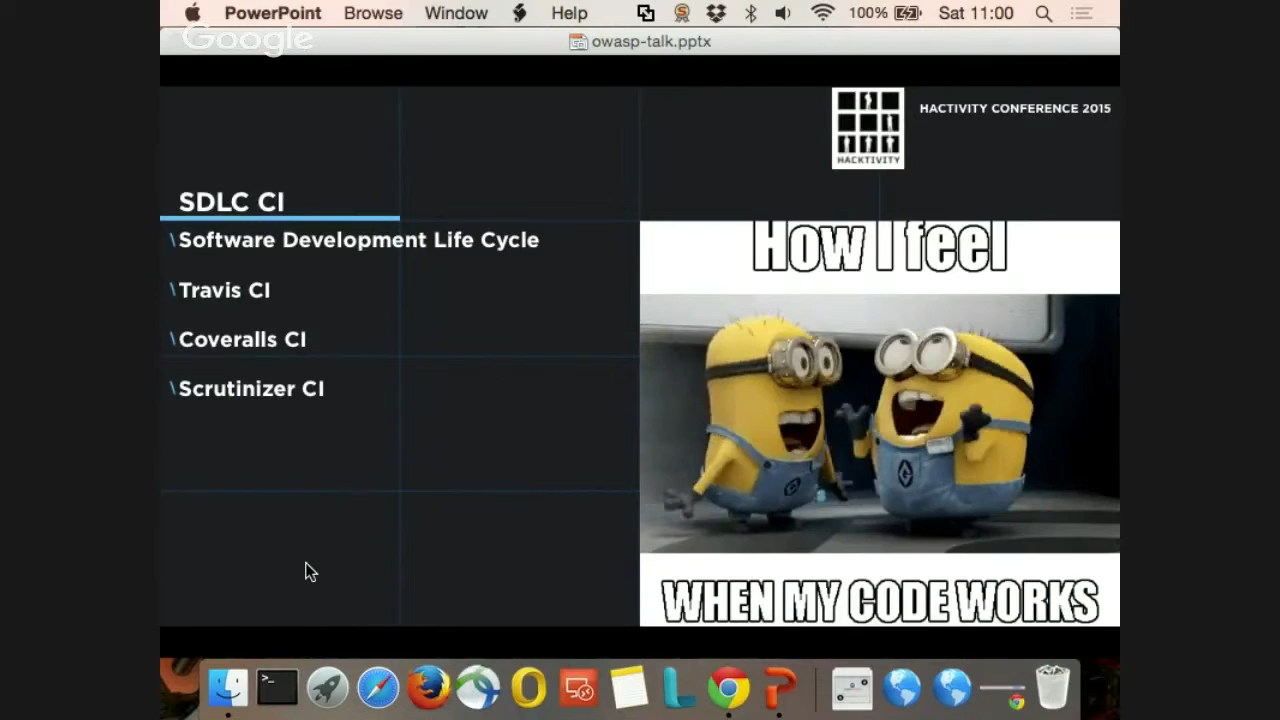 PowerPoint Browse Window Help 100% Sat 11:00
Google
owasp-talk.pptx
HACKTIVITY
HACTIVITY CONFERENCE 2015
SDLC CI
\Software Development Life Cycle
\Travis CI
\Coveralls CI
\Scrutinizer CI
How I feel
WHEN MY CODE WORKS